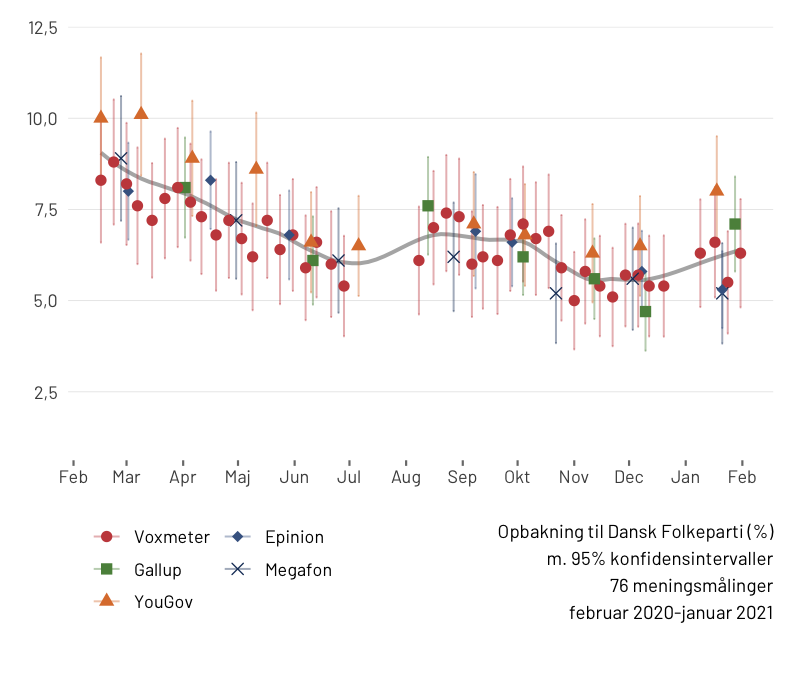 12,5
10,0
7,5
5,0
2,5
Feb Mar Apr Maj Jun Jul Aug Sep Okt Nov Dec Jan Feb
Voxmeter Epinion
Gallup Megafon
YouGov
Opbakning til Dansk Folkeparti (%)
m. 95% konfidensintervaller
76 meningsmålinger
februar 2020-januar 2021